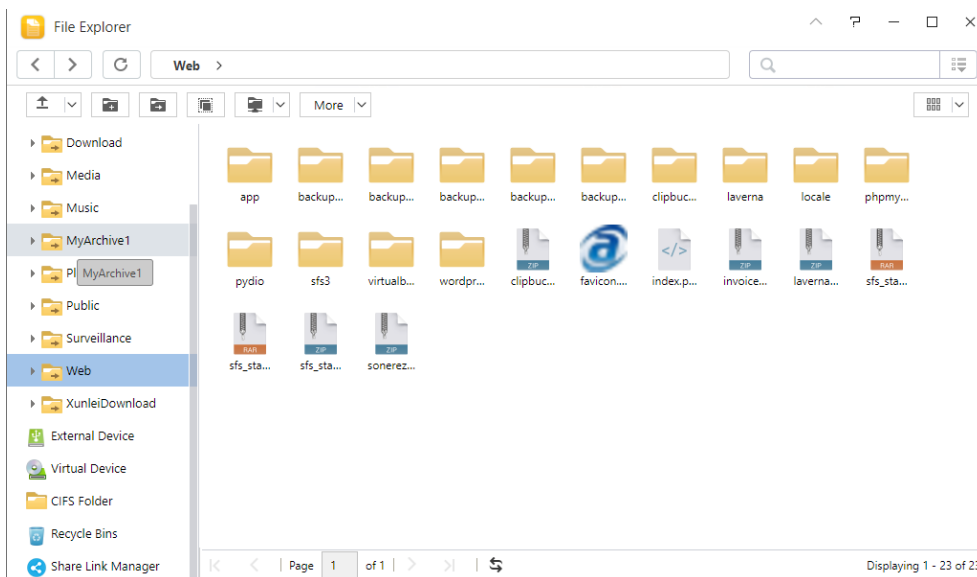 File Explorer
Web >
More
Download
Media
Music
MyArchive1
Pl
MyArchive1
Public
Surveillance
Web
XunleiDownload
External Device
Virtual Device
CIFS Folder
Recycle Bins
Share Link Manager
app backup... backup... backup... backup... backup... clipbuc... laverna locale phpmy...
ZIP </> ZIP ZIP RAR
pydio sfs3 virtualb... wordpr... clipbuc... favicon.... index.p... invoice... laverna... sfs_sta...
RAR ZIP ZIP
sfs_sta... sfs_sta... sonerez...
Page 1 of 1 Displaying 1 - 23 of 23